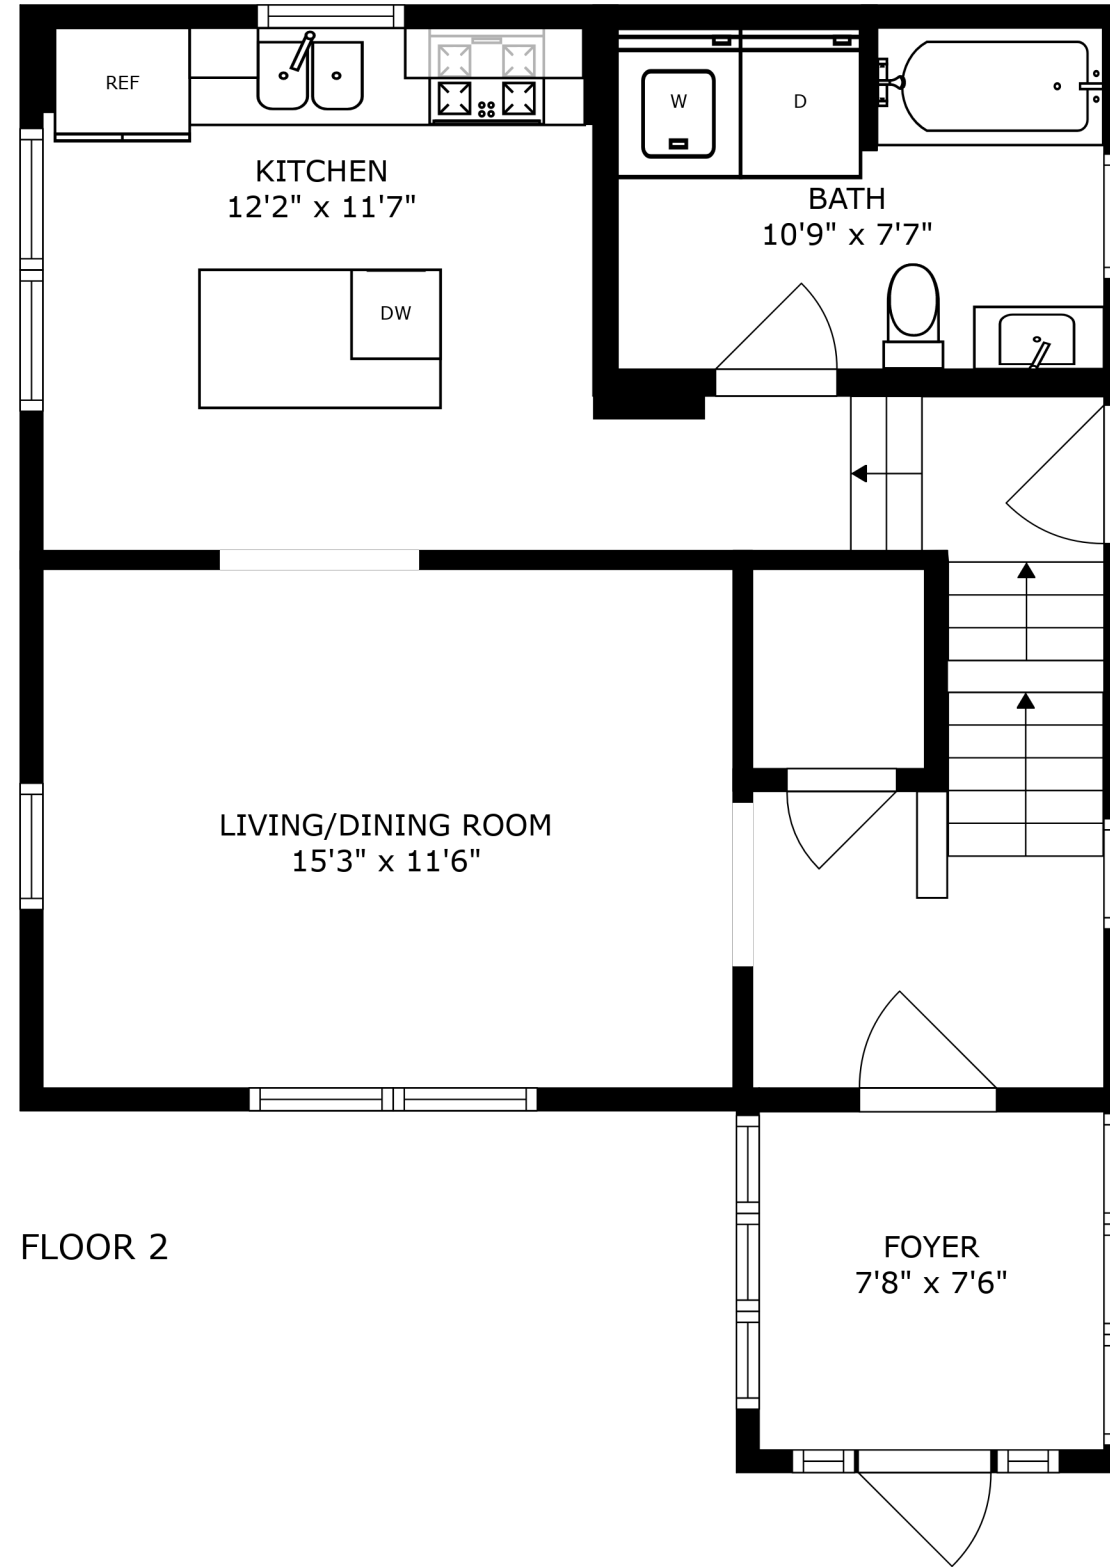 REF
W
D
KITCHEN
12'2" x 11'7"
BATH
10'9" x 7'7"
DW
LIVING/DINING ROOM
15'3" x 11'6"
FLOOR 2
FOYER
7'8" x 7'6"